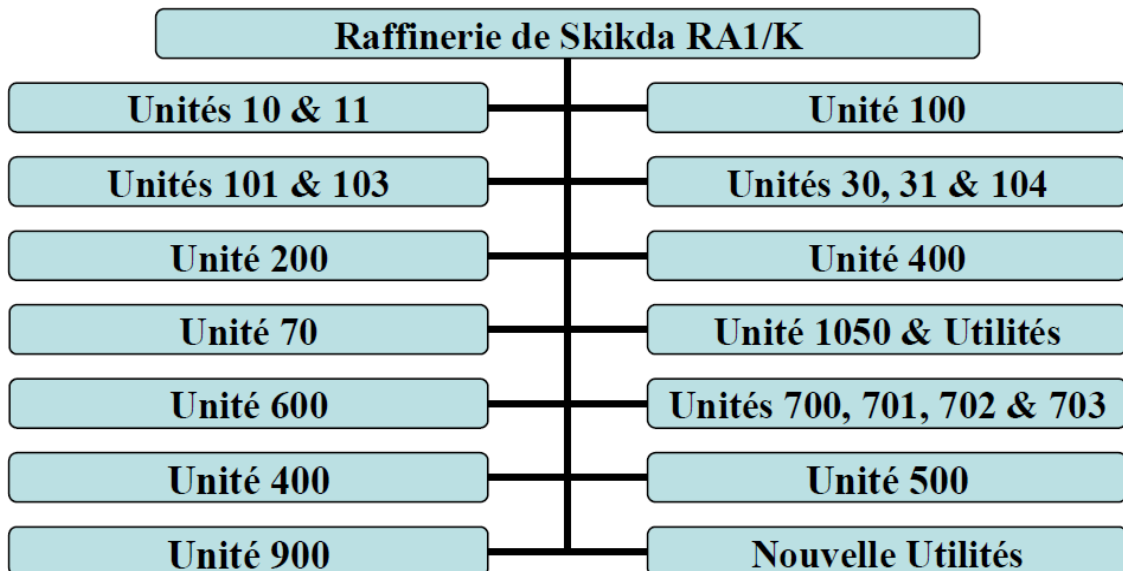 Raffinerie de Skikda RA1/K
Unités 10 & 11
Unité 100
Unités 101 & 103
Unités 30, 31 & 104
Unité 200
Unité 400
Unité 70
Unité 1050 & Utilités
Unité 600
Unités 700, 701, 702 & 703
Unité 400
Unité 500
Unité 900
Nouvelle Utilités